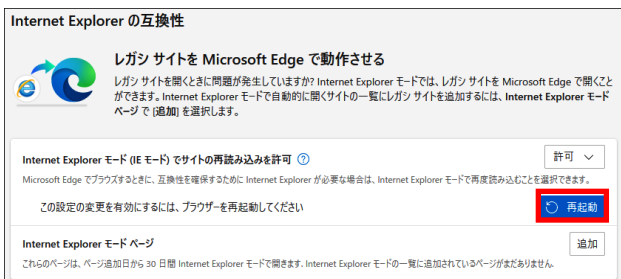 Internet Explorer の互換性
レガシ サイトを Microsoft Edge で動作させる
レガシ サイトを開くときに問題が発生していますか? Internet Explorer モードでは、レガシ サイトを Microsoft Edge で開くこと
ができます。Internet Explorer モードで自動的に開くサイトの一覧にレガシ サイトを追加するには、Internet Explorer モード
ページ で [追加] を選択します。
Internet Explorer モード (IE モード) でサイトの再読み込みを許可 ?
許可
Microsoft Edge でブラウズするときに、互換性を確保するために Internet Explorer が必要な場合は、Internet Explorer モードで再度読み込むことを選択できます。
この設定の変更を有効にするには、ブラウザーを再起動してください
再起動
Internet Explorer モード ページ
追加
これらのページは、ページ追加日から 30 日間 Internet Explorer モードで開きます. Internet Explorer モードの一覧に追加されているページがまだありません.